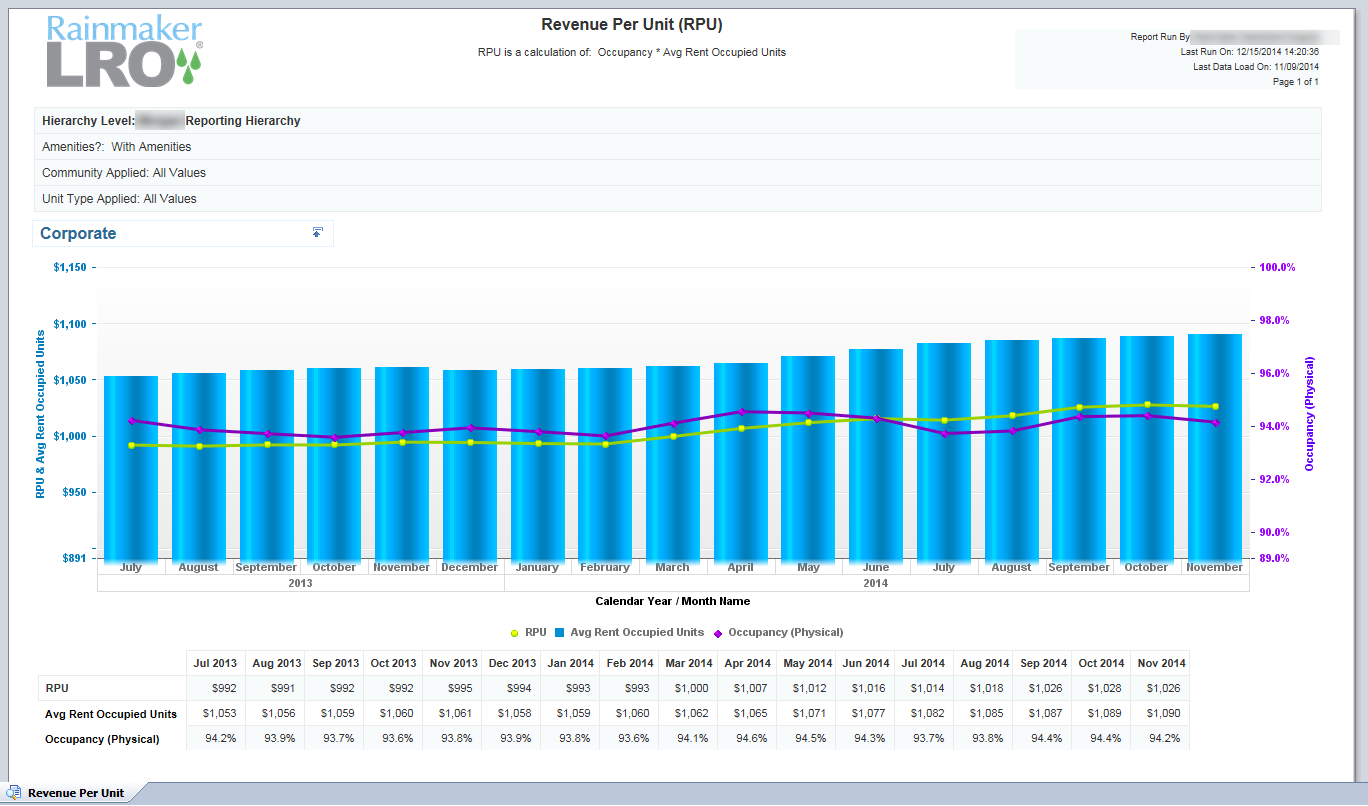 Rainmaker
LRO®
Revenue Per Unit (RPU)
RPU is a calculation of: Occupancy * Avg Rent Occupied Units
Report Run By
Last Run On: 12/15/2014 14:20:36
Last Data Load On: 11/09/2014
Page 1 of 1
Hierarchy Level: Reporting Hierarchy
Amenities?: With Amenities
Community Applied: All Values
Unit Type Applied: All Values
Corporate
RPU & Avg Rent Occupied Units
$1,150
$1,100
$1,050
$1,000
$950
$891
100.0%
98.0%
96.0%
94.0%
92.0%
90.0%
89.0%
Occupancy (Physical)
July August September October November December January February March April May June July August September October November
2013 2014
Calendar Year / Month Name
RPU Avg Rent Occupied Units Occupancy (Physical)
Jul 2013 Aug 2013 Sep 2013 Oct 2013 Nov 2013 Dec 2013 Jan 2014 Feb 2014 Mar 2014 Apr 2014 May 2014 Jun 2014 Jul 2014 Aug 2014 Sep 2014 Oct 2014 Nov 2014
RPU $992 $991 $992 $992 $995 $994 $993 $993 $1,000 $1,007 $1,012 $1,016 $1,014 $1,018 $1,026 $1,028 $1,026
Avg Rent Occupied Units $1,053 $1,056 $1,059 $1,060 $1,061 $1,058 $1,059 $1,060 $1,062 $1,065 $1,071 $1,077 $1,082 $1,085 $1,087 $1,089 $1,090
Occupancy (Physical) 94.2% 93.9% 93.7% 93.6% 93.8% 93.9% 93.8% 93.6% 94.1% 94.6% 94.5% 94.3% 93.7% 93.8% 94.4% 94.4% 94.2%
Revenue Per Unit